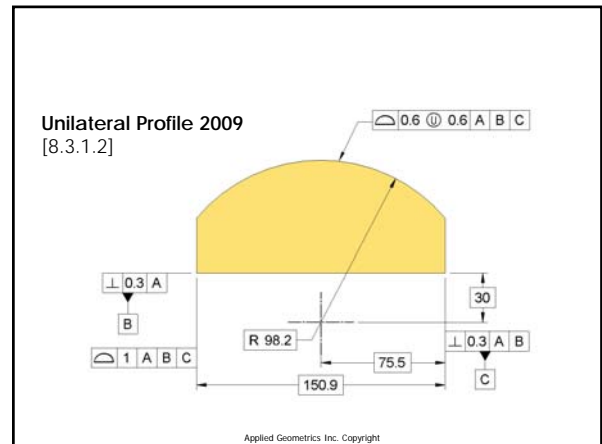 Unilateral Profile 2009
[8.3.1.2]
⌓ 0.6 Ⓤ 0.6 A B C
⊥ 0.3 A
B
30
R 98.2
⊥ 0.3 A B
⌓ 1 A B C
75.5
C
150.9
Applied Geometrics Inc. Copyright